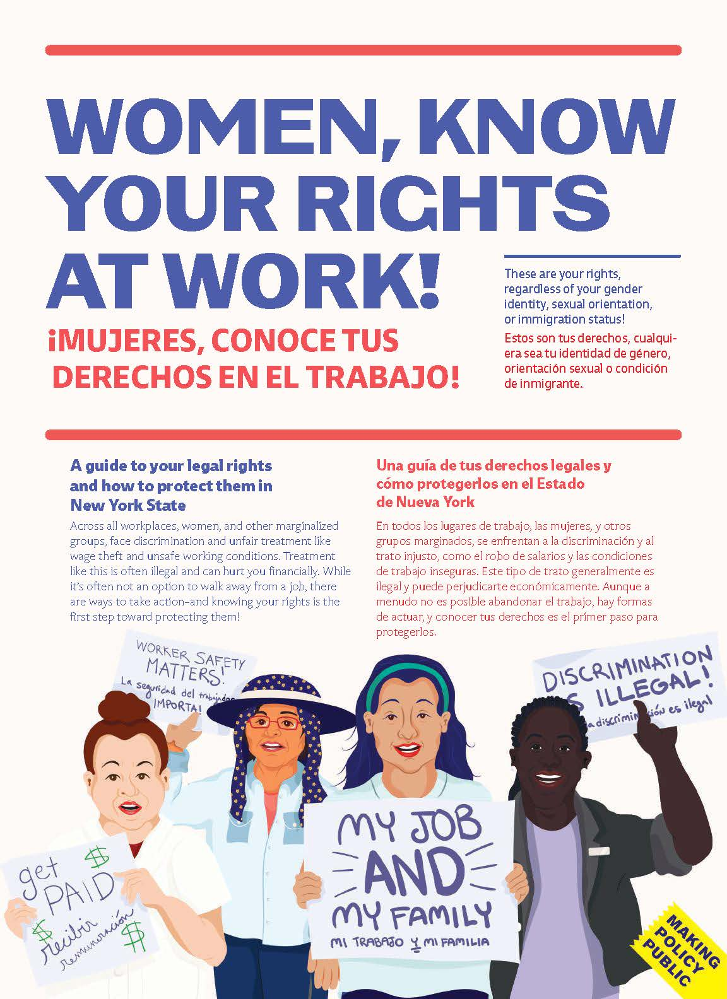 WOMEN, KNOW
YOUR RIGHTS
AT WORK!
¡MUJERES, CONOCE TUS
DERECHOS EN EL TRABAJO!
These are your rights,
regardless of your gender
identity, sexual orientation,
or immigration status!
Estos son tus derechos, cualqui-
era sea tu identidad de género,
orientación sexual o condición
de inmigrante.
A guide to your legal rights
and how to protect them in
New York State
Across all workplaces, women, and other marginalized
groups, face discrimination and unfair treatment like
wage theft and unsafe working conditions. Treatment
like this is often illegal and can hurt you financially. While
it's often not an option to walk away from a job, there
are ways to take action–and knowing your rights is the
first step toward protecting them!
Una guía de tus derechos legales y
cómo protegerlos en el Estado
de Nueva York
En todos los lugares de trabajo, las mujeres, y otros
grupos marginados, se enfrentan a la discriminación y al
trato injusto, como el robo de salarios y las condiciones
de trabajo inseguras. Este tipo de trato generalmente es
ilegal y puede perjudicarte económicamente. Aunque a
menudo no es posible abandonar el trabajo, hay formas
de actuar, y conocer tus derechos es el primer paso para
protegerlos.
WORKER SAFETY
MATTERS!
La seguridad del trabajador
IMPORTA!
DISCRIMINATION
IS ILLEGAL!
la discriminación es ilegal
get
PAID
$
recibir
$
remunoración
$
MY JOB
AND
MY FAMILY
MI TRABAJO Y MI FAMILIA
MAKING
POLICY
PUBLIC